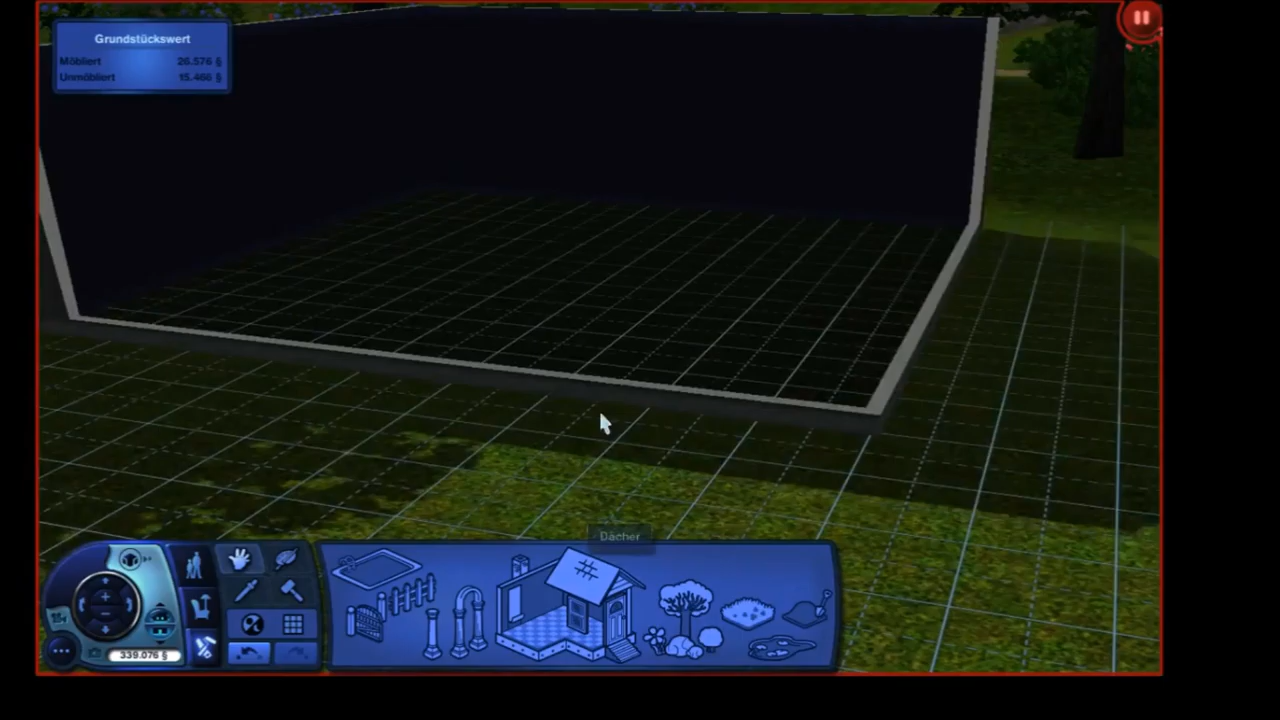 Grundstückswert
Möbliert 26.576 §
Unmöbliert 15.466 §
Dächer
339.076 §